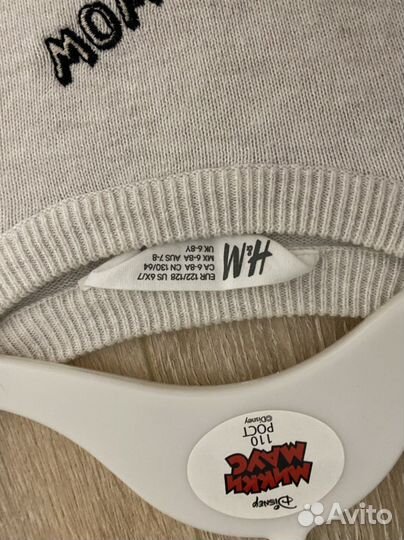 MOM
H&M
EUR 122/128 US 6X/7
CA 6-8A CN 130/64
MX 6-8A AUS 7-8
UK 6-8Y
Disney
МИККИ
МАУС
©Disney
РОСТ
110
Avito